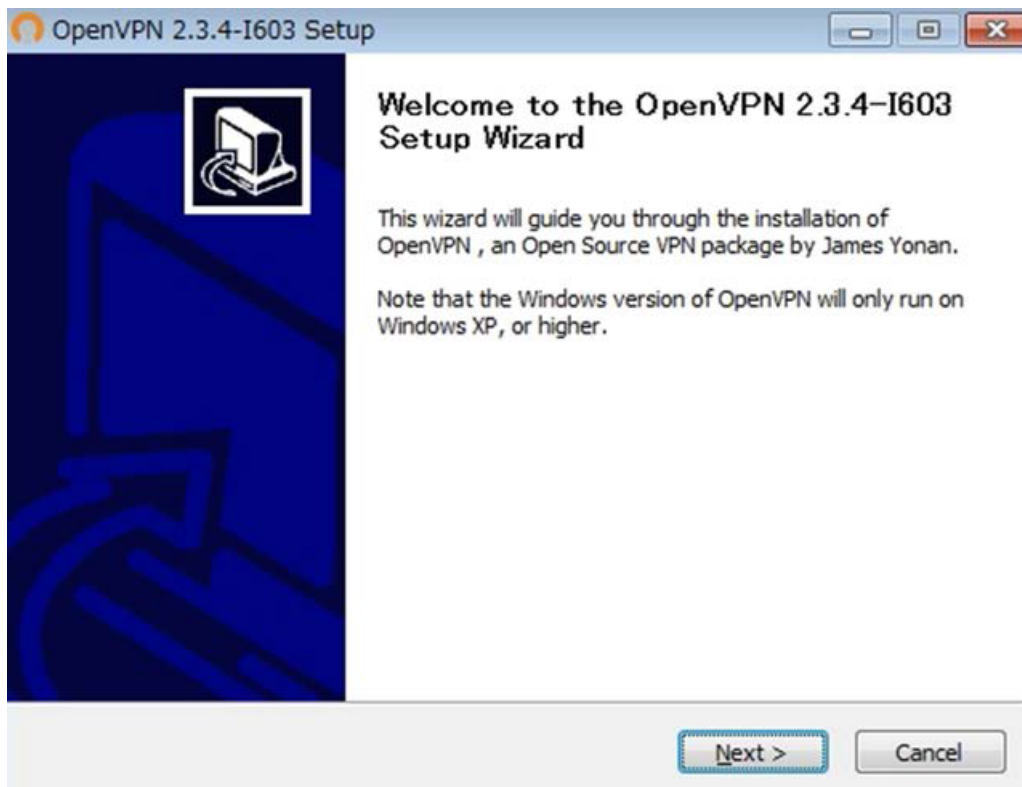 OpenVPN 2.3.4-I603 Setup
Welcome to the OpenVPN 2.3.4-I603
Setup Wizard
This wizard will guide you through the installation of
OpenVPN , an Open Source VPN package by James Yonan.
Note that the Windows version of OpenVPN will only run on
Windows XP, or higher.
Next >
Cancel